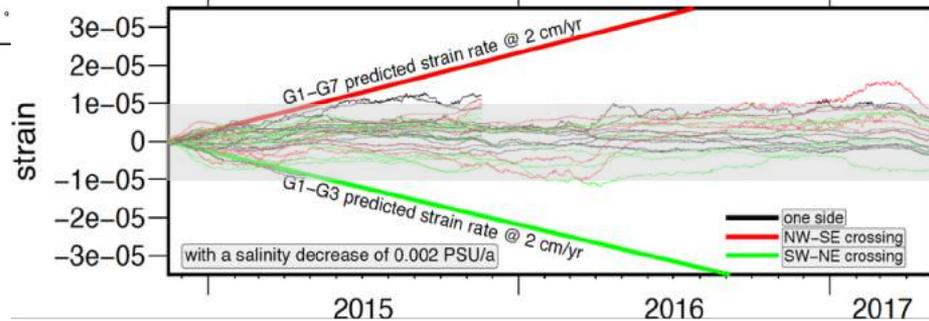 3e−05
2e−05
1e−05
0
−1e−05
−2e−05
−3e−05
strain
G1−G7 predicted strain rate @ 2 cm/yr
G1−G3 predicted strain rate @ 2 cm/yr
one side
NW−SE crossing
SW−NE crossing
with a salinity decrease of 0.002 PSU/a
2015
2016
2017